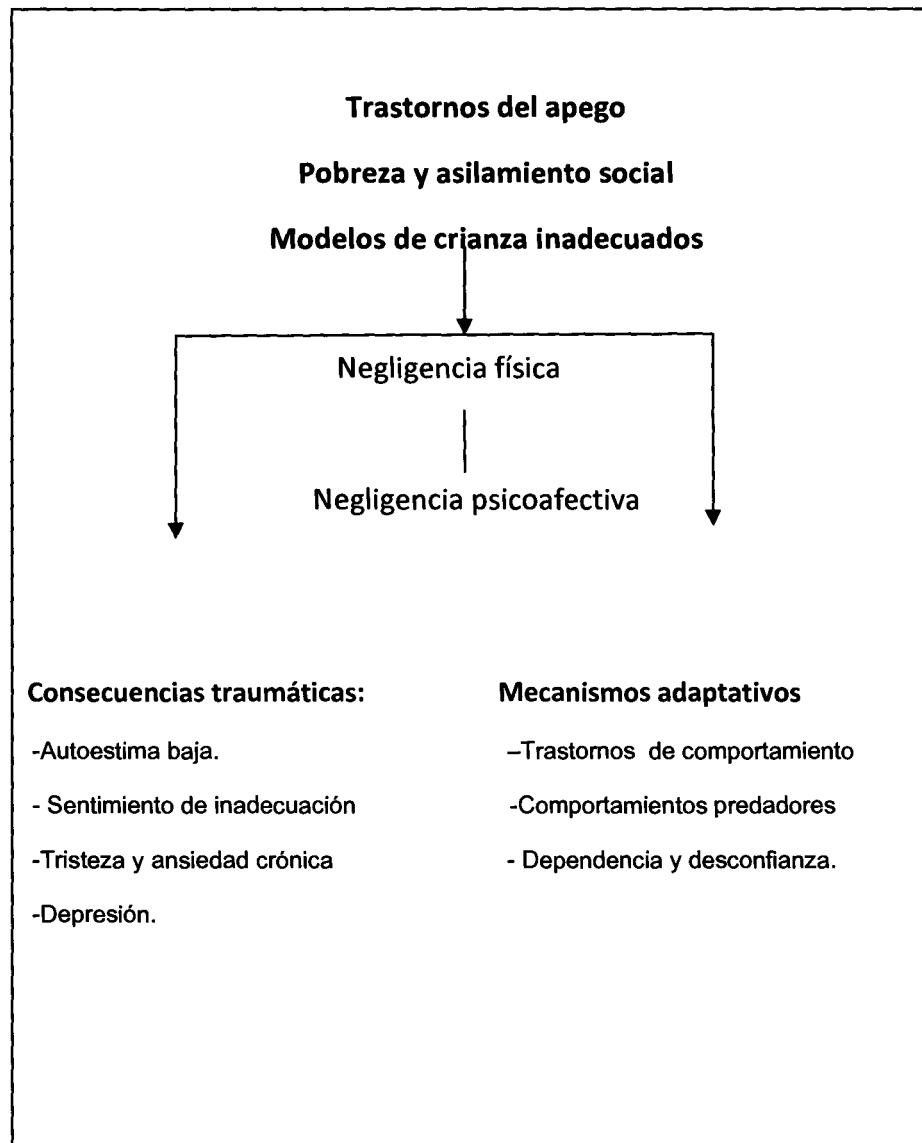 Trastornos del apego
Pobreza y asilamiento social
Modelos de crianza inadecuados
Negligencia física
Negligencia psicoafectiva
Consecuencias traumáticas:
-Autoestima baja.
- Sentimiento de inadecuación
-Tristeza y ansiedad crónica
-Depresión.
Mecanismos adaptativos
–Trastornos de comportamiento
-Comportamientos predadores
- Dependencia y desconfianza.